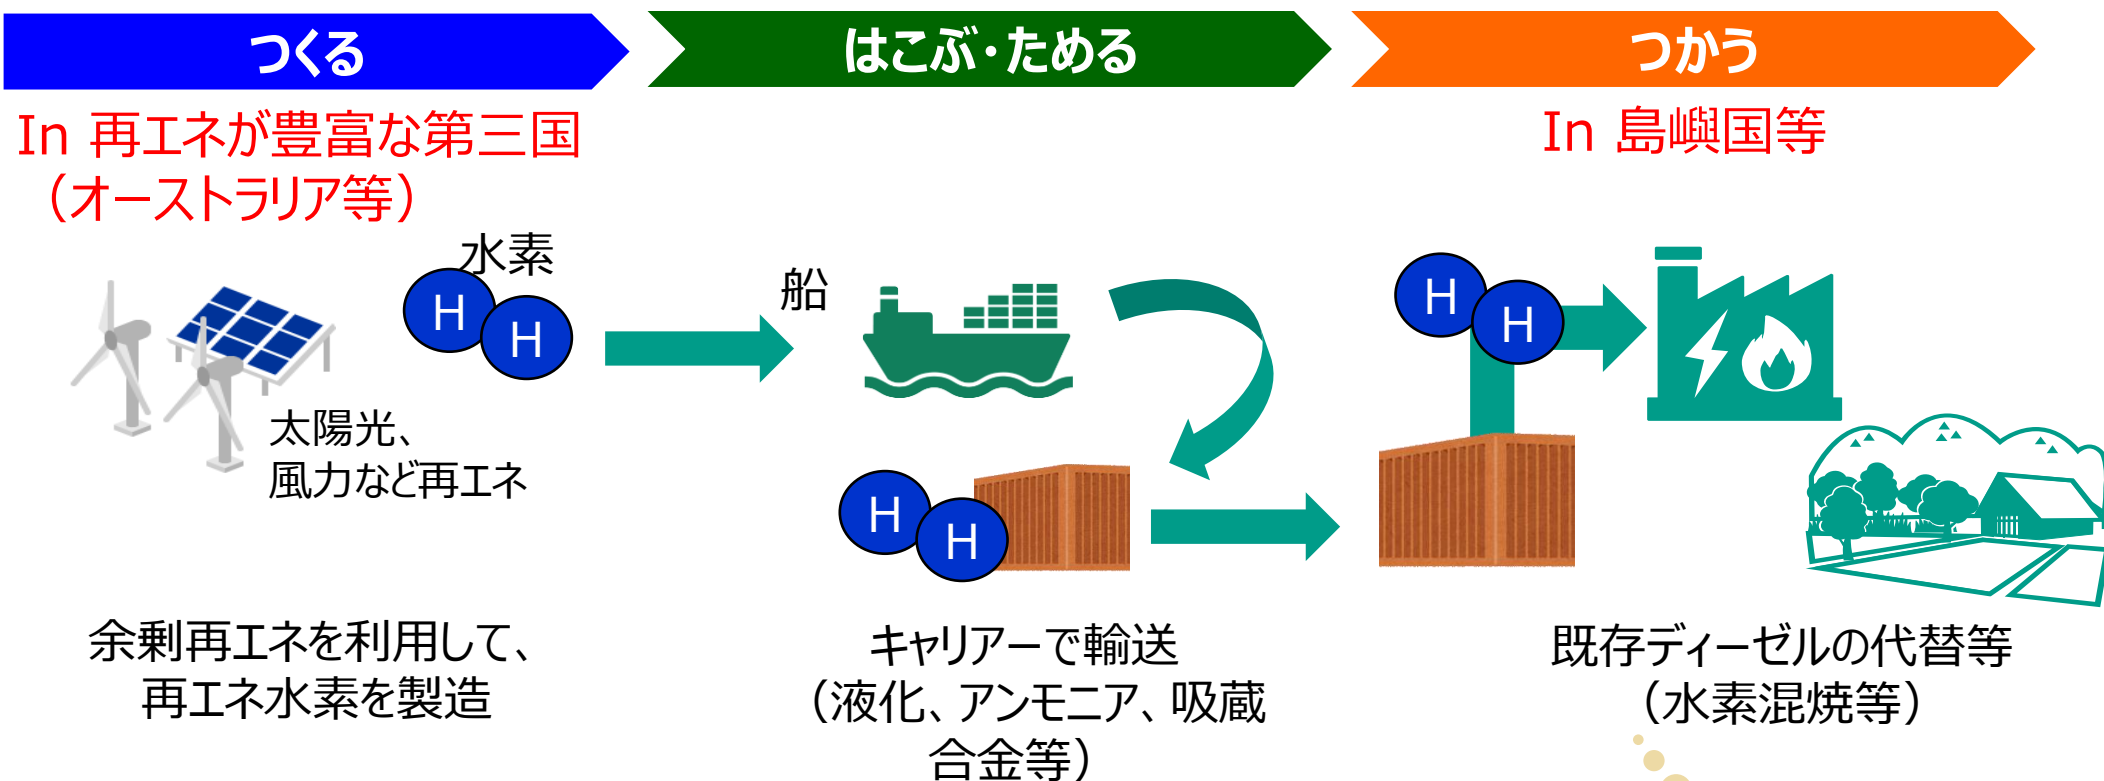 つくる
はこぶ・ためる
つかう
In 再エネが豊富な第三国
（オーストラリア等）
In 島嶼国等
水素
H
H
太陽光、
風力など再エネ
船
H
H
H
H
余剰再エネを利用して、
再エネ水素を製造
キャリアーで輸送
（液化、アンモニア、吸蔵
合金等）
既存ディーゼルの代替等
（水素混焼等）